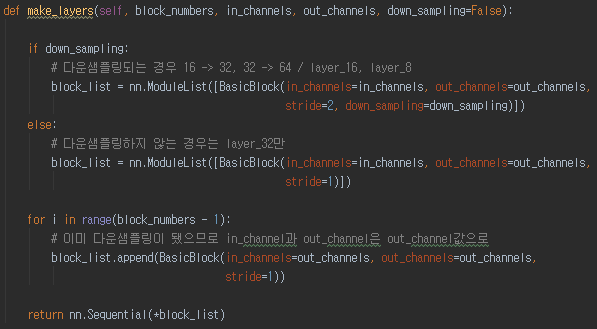 def make_layers(self, block_numbers, in_channels, out_channels, down_sampling=False):
if down_sampling:
# 다운샘플링되는 경우 16 -> 32, 32 -> 64 / layer_16, layer_8
block_list = nn.ModuleList([BasicBlock(in_channels=in_channels, out_channels=out_channels,
stride=2, down_sampling=down_sampling)])
else:
# 다운샘플링하지 않는 경우는 layer_32만
block_list = nn.ModuleList([BasicBlock(in_channels=in_channels, out_channels=out_channels,
stride=1)])
for i in range(block_numbers - 1):
# 이미 다운샘플링이 됐으므로 in_channel과 out_channel은 out_channel값으로
block_list.append(BasicBlock(in_channels=out_channels, out_channels=out_channels,
stride=1))
return nn.Sequential(*block_list)